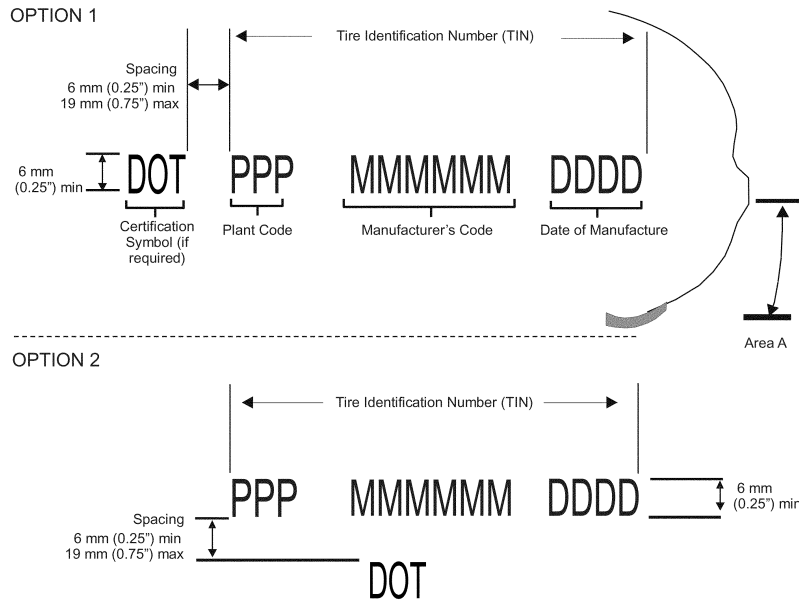 OPTION 1
Tire Identification Number (TIN)
Spacing
6 mm (0.25") min
19 mm (0.75") max
6 mm
(0.25") min
DOT PPP MMMMMM DDDD
Certification
Symbol (if
required)
Plant Code
Manufacturer's Code
Date of Manufacture
Area A
OPTION 2
Tire Identification Number (TIN)
PPP MMMMMM DDDD
6 mm
(0.25") min
Spacing
6 mm (0.25") min
19 mm (0.75") max
DOT